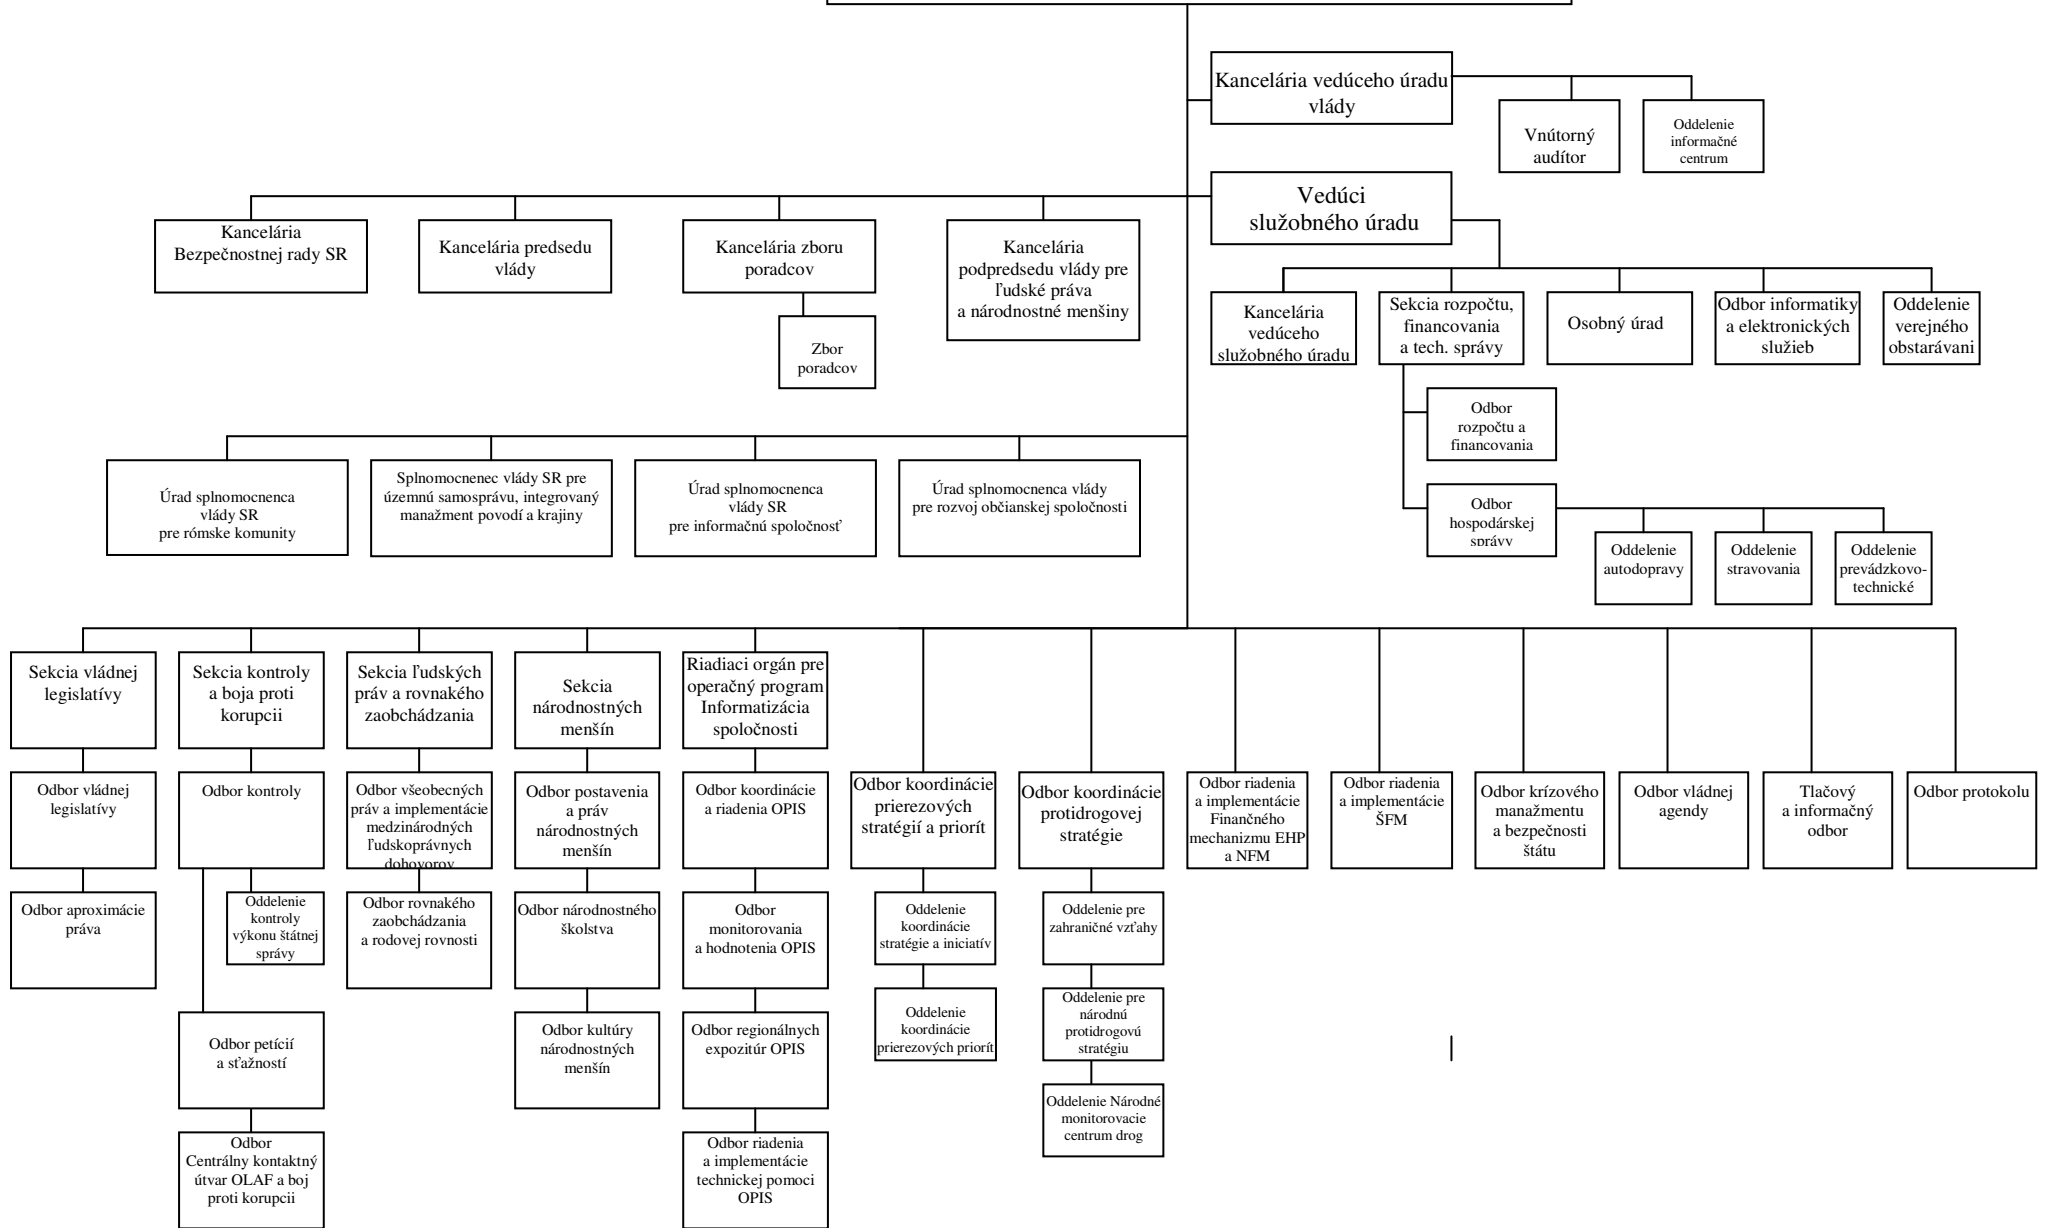 Kancelária vedúceho úradu
vlády
Vnútorný
audítor
Oddelenie
informačné
centrum
Vedúci
služobného úradu
Kancelária
Bezpečnostnej rady SR
Kancelária predsedu
vlády
Kancelária zboru
poradcov
Kancelária
podpredsedu vlády pre
ľudské práva
a národnostné menšiny
Zbor
poradcov
Kancelária
vedúceho
služobného úradu
Sekcia rozpočtu,
financovania
a tech. správy
Osobný úrad
Odbor informatiky
a elektronických
služieb
Oddelenie
verejného
obstarávani
Odbor
rozpočtu a
financovania
Odbor
hospodárskej
správy
Oddelenie
autodopravy
Oddelenie
stravovania
Oddelenie
prevádzkovo-
technické
Úrad splnomocnenca
vlády SR
pre rómske komunity
Splnomocnenec vlády SR pre
územnú samosprávu, integrovaný
manažment povodí a krajiny
Úrad splnomocnenca
vlády SR
pre informačnú spoločnosť
Úrad splnomocnenca vlády
pre rozvoj občianskej spoločnosti
Sekcia vládnej
legislatívy
Sekcia kontroly
a boja proti
korupcii
Sekcia ľudských
práv a rovnakého
zaobchádzania
Sekcia
národnostných
menšín
Riadiaci orgán pre
operačný program
Informatizácia
spoločnosti
Odbor vládnej
legislatívy
Odbor kontroly
Odbor všeobecných
práv a implementácie
medzinárodných
ľudskoprávnych
dohovorov
Odbor postavenia
a práv
národnostných
menšín
Odbor koordinácie
a riadenia OPIS
Odbor koordinácie
prierezových
stratégií a priorít
Odbor koordinácie
protidrogovej
stratégie
Odbor riadenia
a implementácie
Finančného
mechanizmu EHP
a NFM
Odbor riadenia
a implementácie
ŠFM
Odbor krízového
manažmentu
a bezpečnosti
štátu
Odbor vládnej
agendy
Tlačový
a informačný
odbor
Odbor protokolu
Odbor aproximácie
práva
Oddelenie
kontroly
výkonu štátnej
správy
Odbor rovnakého
zaobchádzania
a rodovej rovnosti
Odbor národnostného
školstva
Odbor
monitorovania
a hodnotenia OPIS
Oddelenie
koordinácie
stratégie a iniciatív
Oddelenie pre
zahraničné vzťahy
Odbor petícií
a sťažností
Odbor kultúry
národnostných
menšín
Odbor regionálnych
expozitúr OPIS
Oddelenie
koordinácie
prierezových priorít
Oddelenie pre
národnú
protidrogovú
stratégiu
Odbor
Centrálny kontaktný
útvar OLAF a boj
proti korupcii
Odbor riadenia
a implementácie
technickej pomoci
OPIS
Oddelenie Národné
monitorovacie
centrum drog